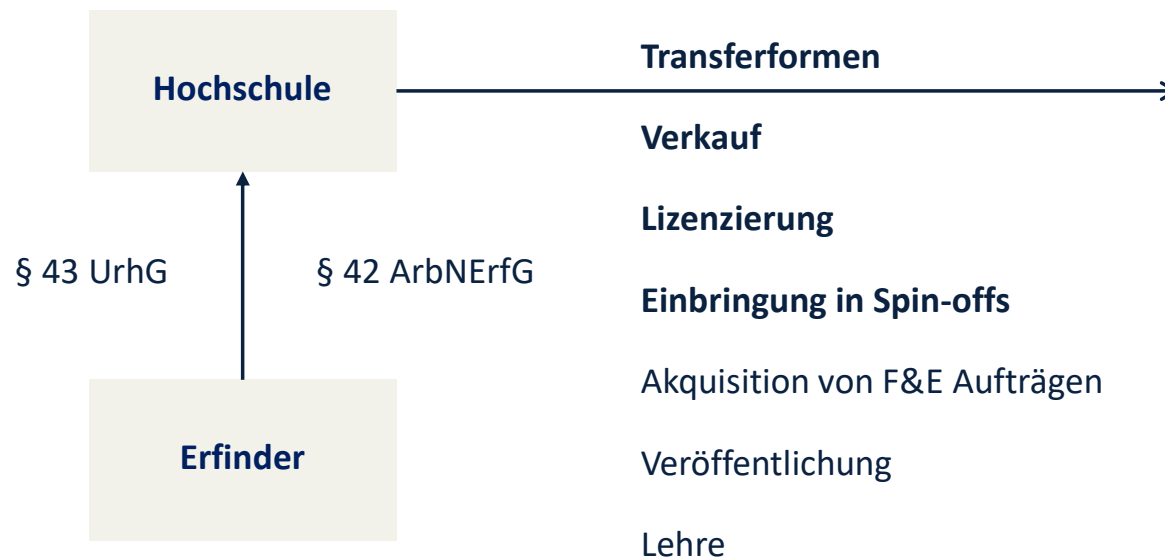 Transferformen
Hochschule
Verkauf
Lizenzierung
§ 43 UrhG
§ 42 ArbNErfG
Einbringung in Spin-offs
Akquisition von F&E Aufträgen
Erfinder
Veröffentlichung
Lehre